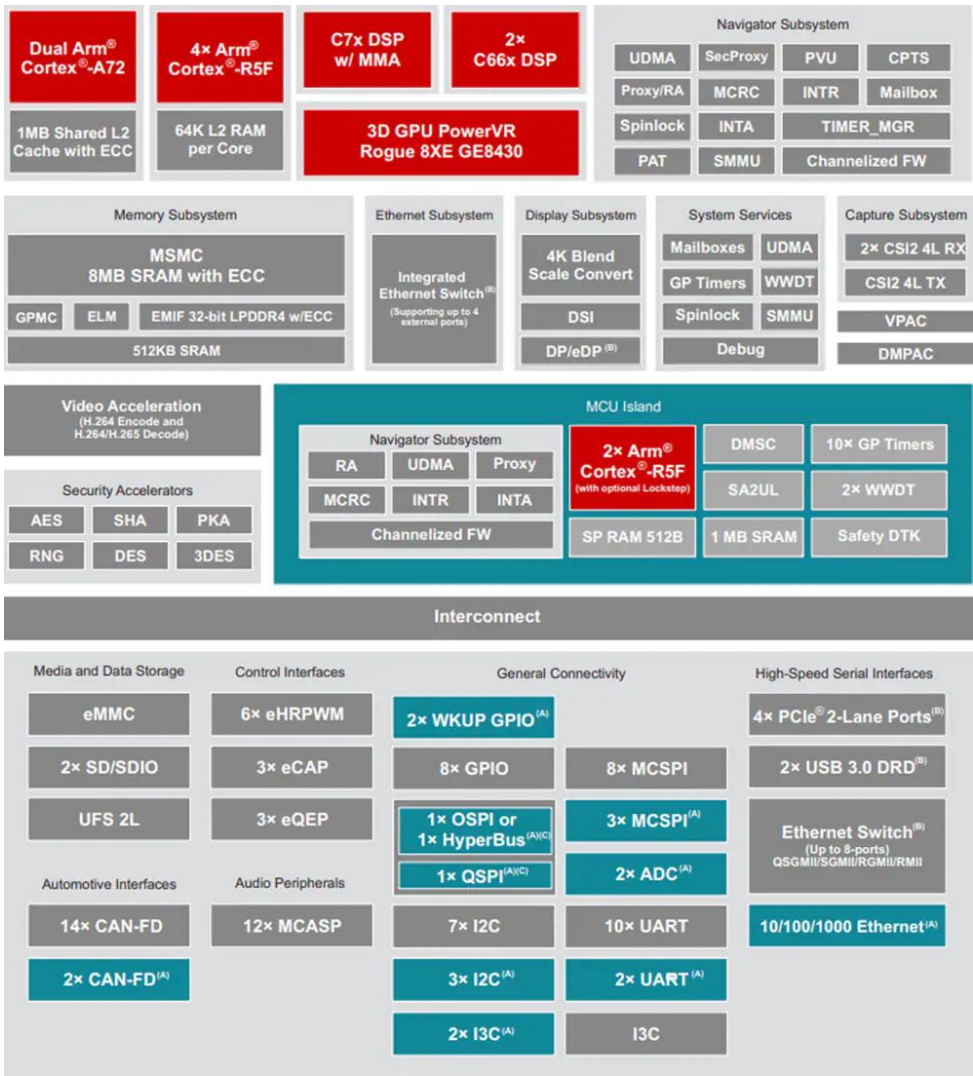 Dual Arm®
Cortex®-A72
1MB Shared L2
Cache with ECC
4× Arm®
Cortex®-R5F
64K L2 RAM
per Core
C7x DSP
w/ MMA
2×
C66x DSP
3D GPU PowerVR
Rogue 8XE GE8430
Navigator Subsystem
UDMA
SecProxy
PVU
CPTS
Proxy/RA
MCRC
INTR
Mailbox
Spinlock
INTA
TIMER_MGR
PAT
SMMU
Channelized FW
Memory Subsystem
MSMC
8MB SRAM with ECC
GPMC
ELM
EMIF 32-bit LPDDR4 w/ECC
512KB SRAM
Ethernet Subsystem
Integrated
Ethernet Switch(B)
(Supporting up to 4
external ports)
Display Subsystem
4K Blend
Scale Convert
DSI
DP/eDP (B)
System Services
Mailboxes
UDMA
GP Timers
WWDT
Spinlock
SMMU
Debug
Capture Subsystem
2× CSI2 4L RX
CSI2 4L TX
VPAC
DMPAC
Video Acceleration
(H.264 Encode and
H.264/H.265 Decode)
Security Accelerators
AES
SHA
PKA
RNG
DES
3DES
MCU Island
Navigator Subsystem
RA
UDMA
Proxy
MCRC
INTR
INTA
Channelized FW
2× Arm®
Cortex®-R5F
(with optional Lockstep)
DMSC
10× GP Timers
SA2UL
2× WWDT
SP RAM 512B
1 MB SRAM
Safety DTK
Interconnect
Media and Data Storage
eMMC
2× SD/SDIO
UFS 2L
Automotive Interfaces
14× CAN-FD
2× CAN-FD(A)
Control Interfaces
6× eHRPWM
3× eCAP
3× eQEP
Audio Peripherals
12× MCASP
General Connectivity
2× WKUP GPIO(A)
8× GPIO
8× MCSPI
1× OSPI or
1× HyperBus(A)(C)
1× QSPI(A)(C)
3× MCSPI(A)
2× ADC(A)
7× I2C
10× UART
3× I2C(A)
2× UART(A)
2× I3C(A)
I3C
High-Speed Serial Interfaces
4× PCIe® 2-Lane Ports(B)
2× USB 3.0 DRD(B)
Ethernet Switch(B)
(Up to 8-ports)
QSGMII/SGMII/RGMII/RMII
10/100/1000 Ethernet(A)